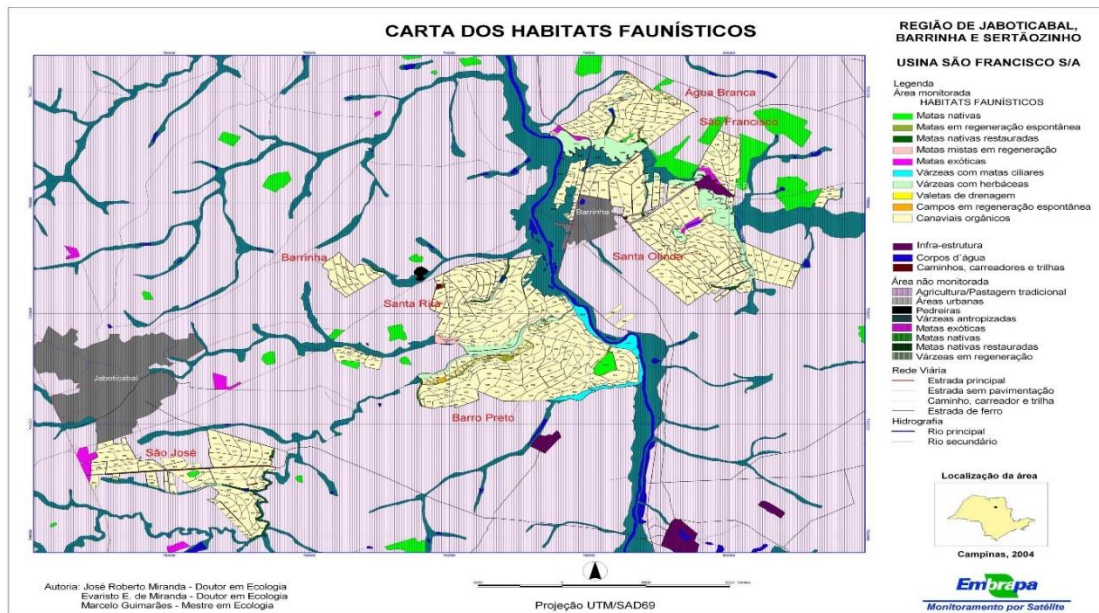 CARTA DOS HABITATS FAUNÍSTICOS
REGIÃO DE JABOTICABAL,
BARRINHA E SERTÃOZINHO
USINA SÃO FRANCISCO S/A
Legenda
Área monitorada
HABITATS FAUNÍSTICOS
Matas nativas
Matas em regeneração espontânea
Matas nativas restauradas
Matas mistas em regeneração
Matas exóticas
Várzeas com matas ciliares
Várzeas com herbáceas
Valetas de drenagem
Campos em regeneração espontânea
Canaviais orgânicos
Infra-estrutura
Corpos d´água
Caminhos, carreadores e trilhas
Área não monitorada
Agricultura/Pastagem tradicional
Áreas urbanas
Pedreiras
Várzeas antropizadas
Matas exóticas
Matas nativas
Matas nativas restauradas
Várzeas em regeneração
Rede Viária
Estrada principal
Estrada sem pavimentação
Caminho, carreador e trilha
Estrada de ferro
Hidrografia
Rio principal
Rio secundário
Localização da área
Campinas, 2004
Embrapa
Monitoramento por Satélite
Água Branca
São Francisco
Barrinha
Santa Olinda
Barrinha
Santa Rita
Jaboticabal
Barro Preto
São José
Autoria: José Roberto Miranda - Doutor em Ecologia
Evaristo E. de Miranda - Doutor em Ecologia
Marcelo Guimarães - Mestre em Ecologia
Projeção UTM/SAD69